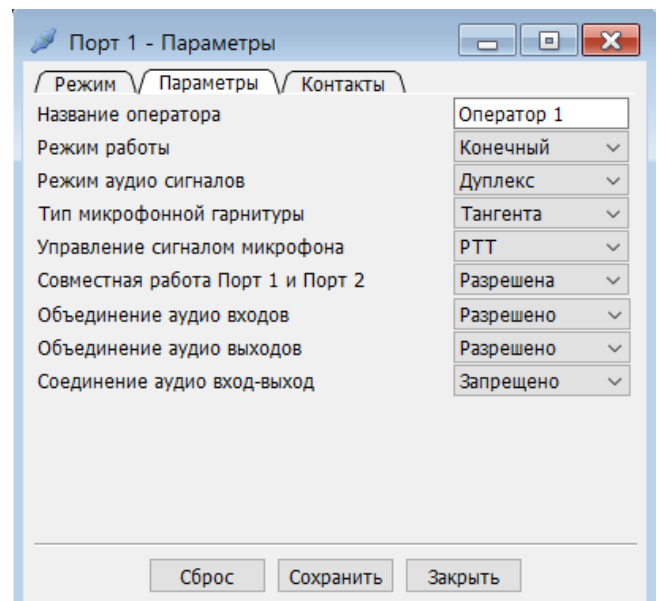 Порт 1 - Параметры
Режим Параметры Контакты
Название оператора Оператор 1
Режим работы Конечный
Режим аудио сигналов Дуплекс
Тип микрофонной гарнитуры Тангента
Управление сигналом микрофона PTT
Совместная работа Порт 1 и Порт 2 Разрешена
Объединение аудио входов Разрешено
Объединение аудио выходов Разрешено
Соединение аудио вход-выход Запрещено
Сброс Сохранить Закрыть